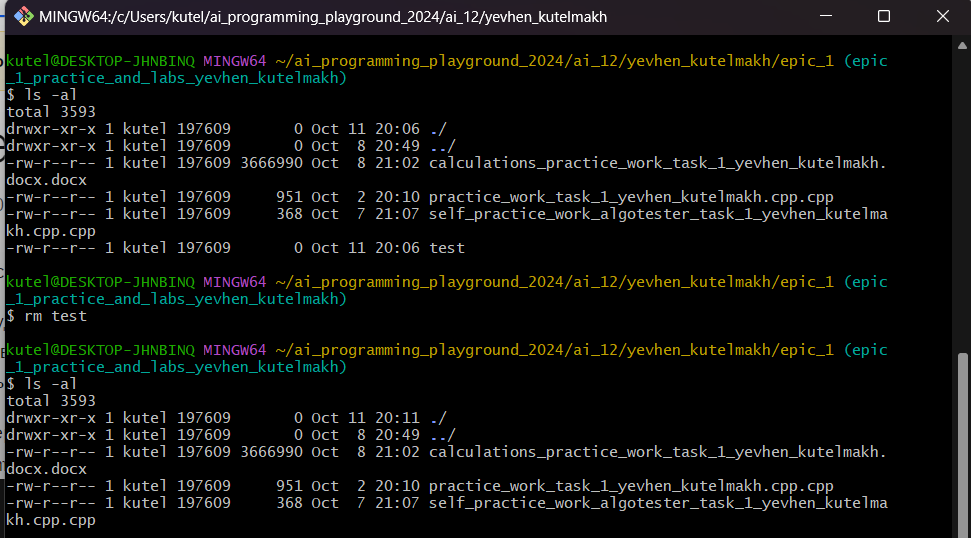 MINGW64:/c/Users/kutel/ai_programming_playground_2024/ai_12/yevhen_kutelmakh
kutel@DESKTOP-JHNBINQ MINGW64 ~/ai_programming_playground_2024/ai_12/yevhen_kutelmakh/epic_1 (epic
_1_practice_and_labs_yevhen_kutelmakh)
$ ls -al
total 3593
drwxr-xr-x 1 kutel 197609       0 Oct 11 20:06 ./
drwxr-xr-x 1 kutel 197609       0 Oct  8 20:49 ../
-rw-r--r-- 1 kutel 197609 3666990 Oct  8 21:02 calculations_practice_work_task_1_yevhen_kutelmakh.
docx.docx
-rw-r--r-- 1 kutel 197609     951 Oct  2 20:10 practice_work_task_1_yevhen_kutelmakh.cpp.cpp
-rw-r--r-- 1 kutel 197609     368 Oct  7 21:07 self_practice_work_algotester_task_1_yevhen_kutelma
kh.cpp.cpp
-rw-r--r-- 1 kutel 197609       0 Oct 11 20:06 test
kutel@DESKTOP-JHNBINQ MINGW64 ~/ai_programming_playground_2024/ai_12/yevhen_kutelmakh/epic_1 (epic
_1_practice_and_labs_yevhen_kutelmakh)
$ rm test
kutel@DESKTOP-JHNBINQ MINGW64 ~/ai_programming_playground_2024/ai_12/yevhen_kutelmakh/epic_1 (epic
_1_practice_and_labs_yevhen_kutelmakh)
$ ls -al
total 3593
drwxr-xr-x 1 kutel 197609       0 Oct 11 20:11 ./
drwxr-xr-x 1 kutel 197609       0 Oct  8 20:49 ../
-rw-r--r-- 1 kutel 197609 3666990 Oct  8 21:02 calculations_practice_work_task_1_yevhen_kutelmakh.
docx.docx
-rw-r--r-- 1 kutel 197609     951 Oct  2 20:10 practice_work_task_1_yevhen_kutelmakh.cpp.cpp
-rw-r--r-- 1 kutel 197609     368 Oct  7 21:07 self_practice_work_algotester_task_1_yevhen_kutelma
kh.cpp.cpp